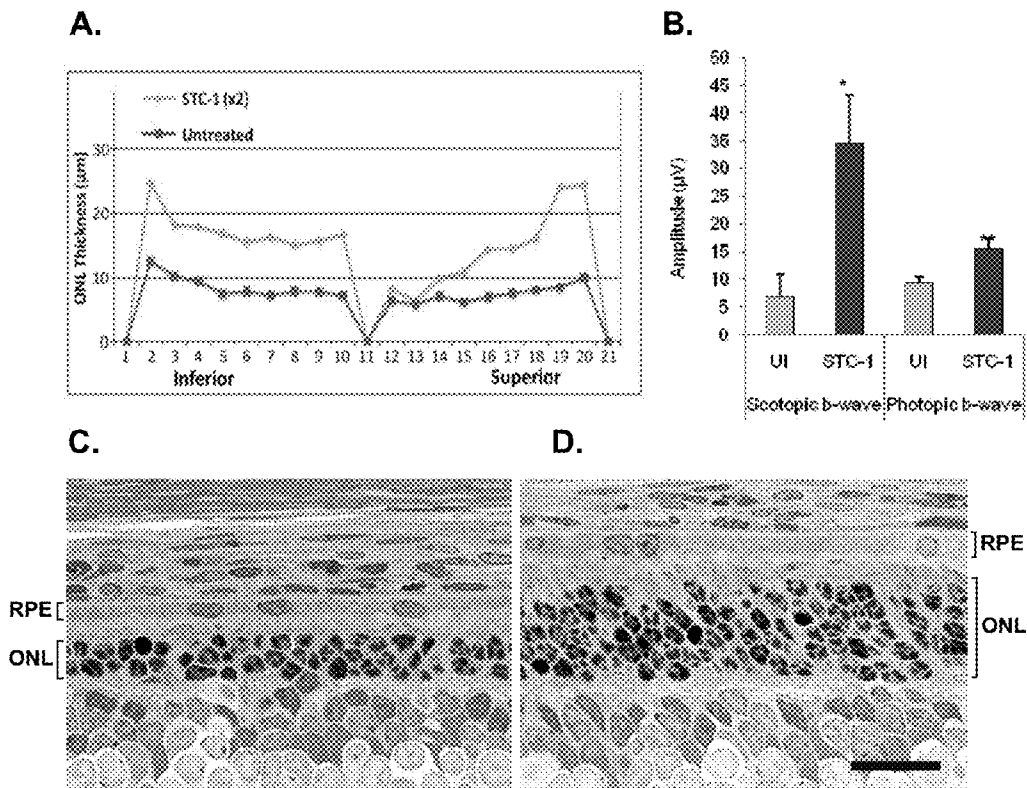 A.
STC-1 (x2)
Untreated
ONL Thickness (µm)
30
20
10
0
1 2 3 4 5 6 7 8 9 10 11 12 13 14 15 16 17 18 19 20 21
Inferior
Superior
B.
Amplitude (µV)
50
45
40
35
30
25
20
15
10
5
0
*
**
UI STC-1 UI STC-1
Scotopic b-wave Photopic b-wave
C.
RPE
ONL
D.
RPE
ONL